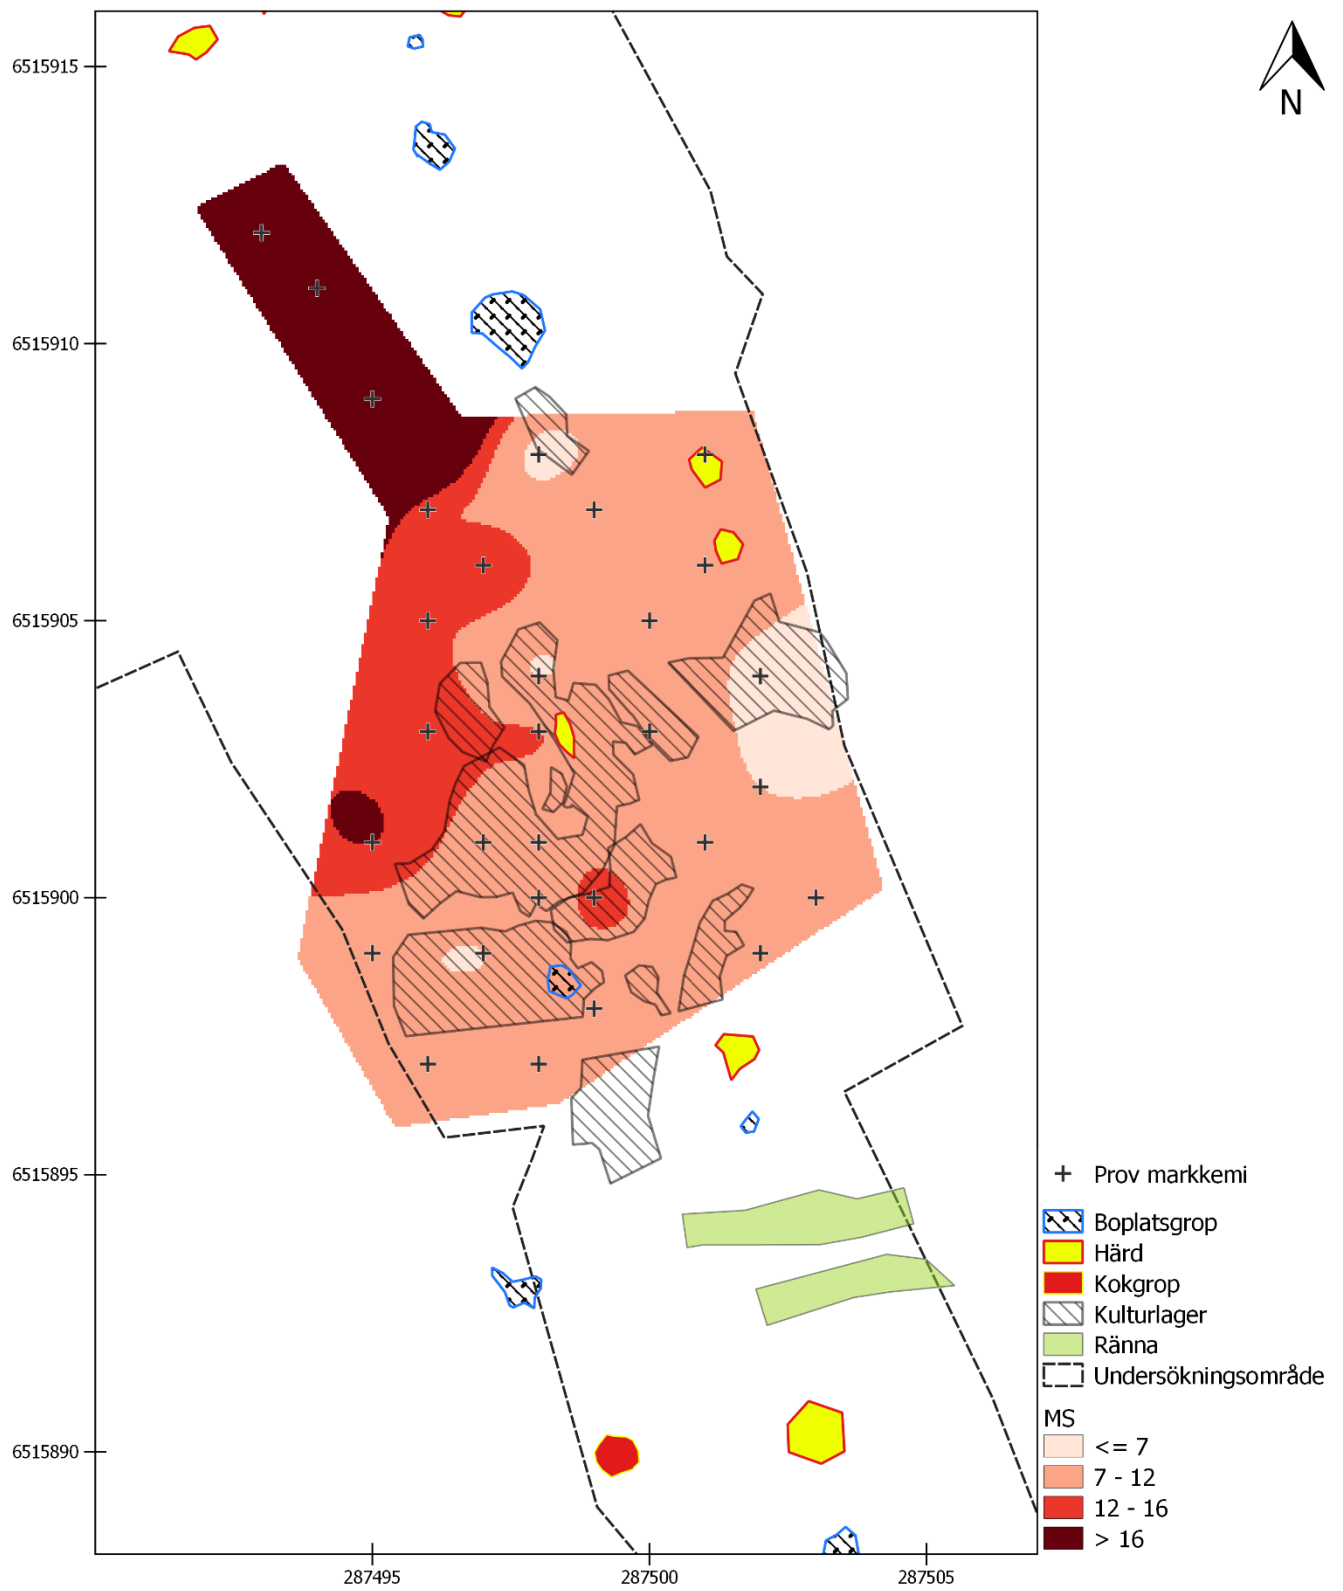 N
6515915
6515910
6515905
6515900
6515895
6515890
287495
287500
287505
Prov markkemi
Boplatsgrop
Härd
Kokgrop
Kulturlager
Ränna
Undersökningsområde
MS
<= 7
7 - 12
12 - 16
> 16